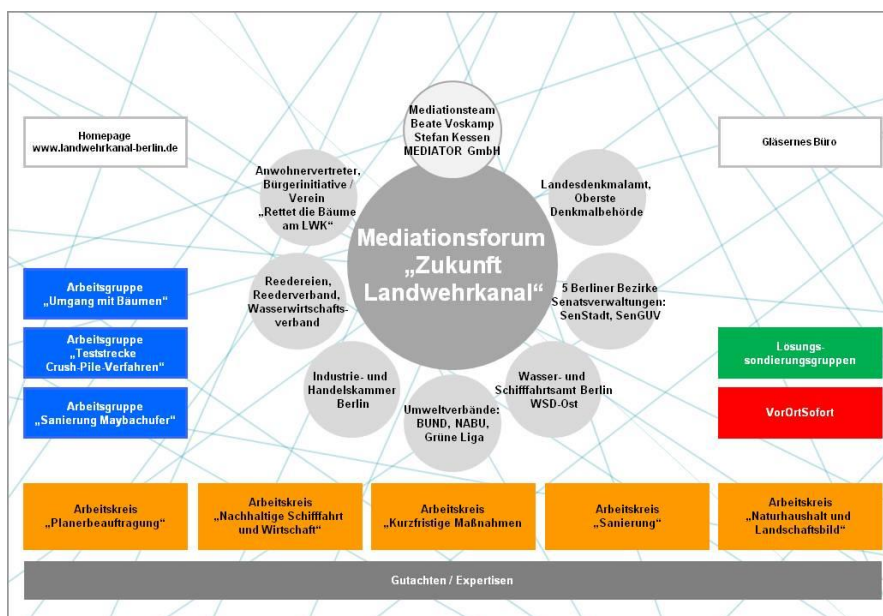 Mediationsteam
Beate Voskamp
Stefan Kessen
MEDIATOR GmbH
Homepage
www.landwehrkanal-berlin.de
Gläsernes Büro
Anwohnervertreter,
Bürgerinitiative /
Verein
„Rettet die Bäume
am LWK“
Landesdenkmalamt,
Oberste
Denkmalbehörde
Mediationsforum
„Zukunft
Landwehrkanal“
Reedereien,
Reederverband,
Wasserwirtschafts-
verband
5 Berliner Bezirke
Senatsverwaltungen:
SenStadt, SenGUV
Industrie- und
Handelskammer
Berlin
Umweltverbände:
BUND, NABU,
Grüne Liga
Wasser- und
Schifffahrtsamt Berlin
WSD-Ost
Arbeitsgruppe
„Umgang mit Bäumen“
Arbeitsgruppe
„Teststrecke
Crush-Pile-Verfahren“
Arbeitsgruppe
„Sanierung Maybachufer“
Losungs-
sondierungsgruppen
VorOrtSofort
Arbeitskreis
„Planerbeauftragung“
Arbeitskreis
„Nachhaltige Schifffahrt
und Wirtschaft“
Arbeitskreis
„Kurzfristige Maßnahmen
Arbeitskreis
„Sanierung“
Arbeitskreis
„Naturhaushalt und
Landschaftsbild“
Gutachten / Expertisen